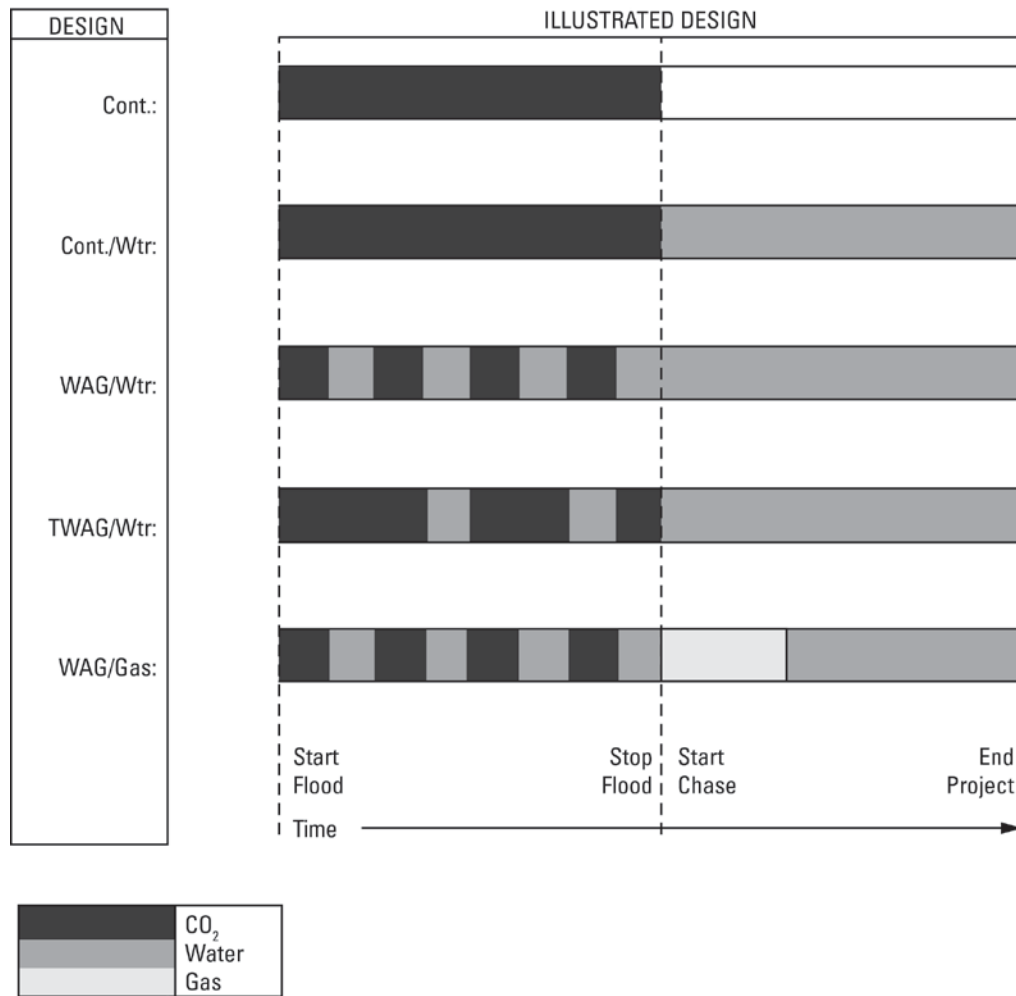 DESIGN
ILLUSTRATED DESIGN
Cont.:
Cont./Wtr:
WAG/Wtr:
TWAG/Wtr:
WAG/Gas:
Start
Flood
Stop
Flood
Start
Chase
End
Project
Time
CO₂
Water
Gas